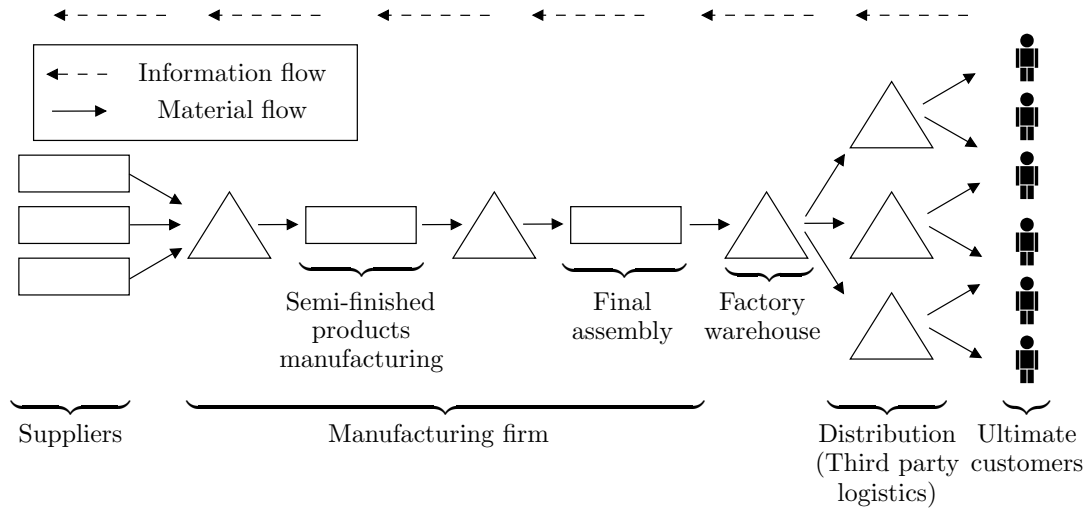 Information flow
Material flow
Semi-finished
products
manufacturing
Final
assembly
Factory
warehouse
Suppliers
Manufacturing firm
Distribution
(Third party
logistics)
Ultimate
customers